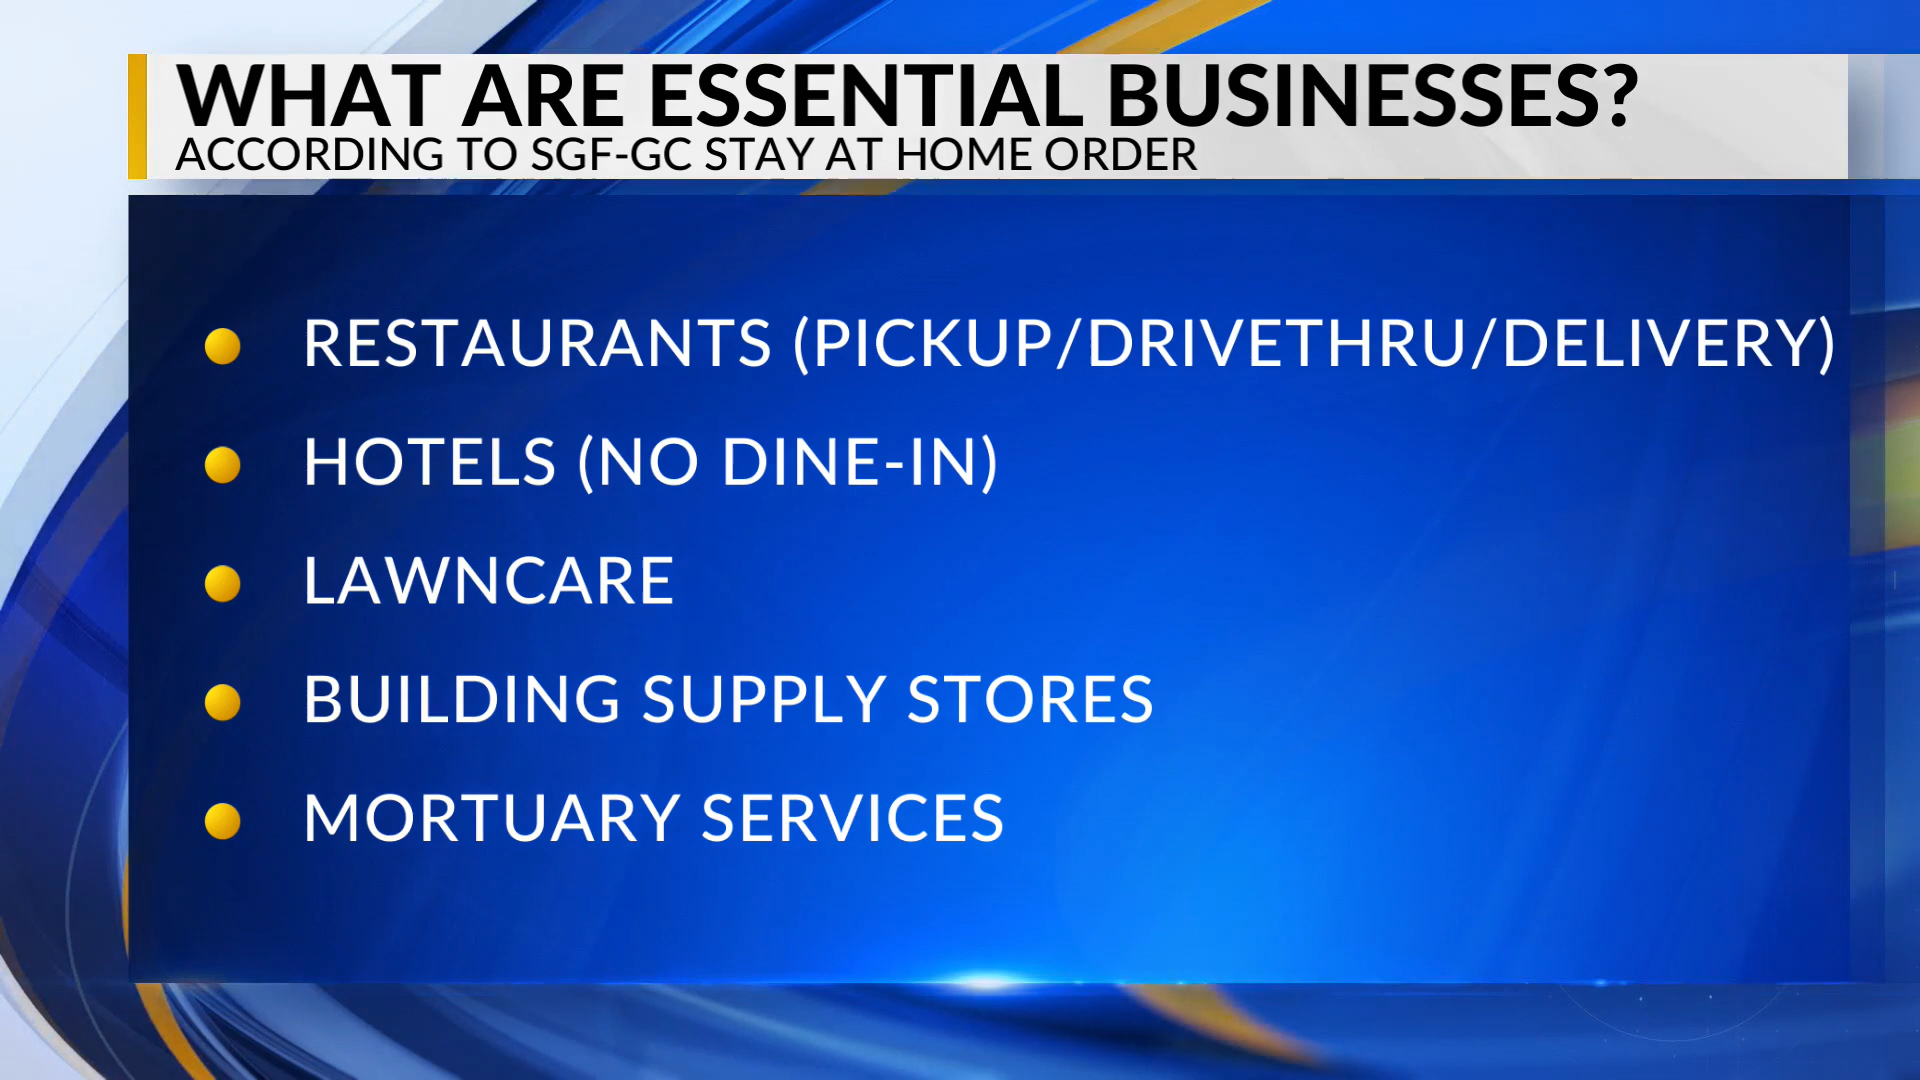 WHAT ARE ESSENTIAL BUSINESSES?
ACCORDING TO SGF-GC STAY AT HOME ORDER
RESTAURANTS (PICKUP/DRIVETHRU/DELIVERY)
HOTELS (NO DINE-IN)
LAWNCARE
BUILDING SUPPLY STORES
MORTUARY SERVICES